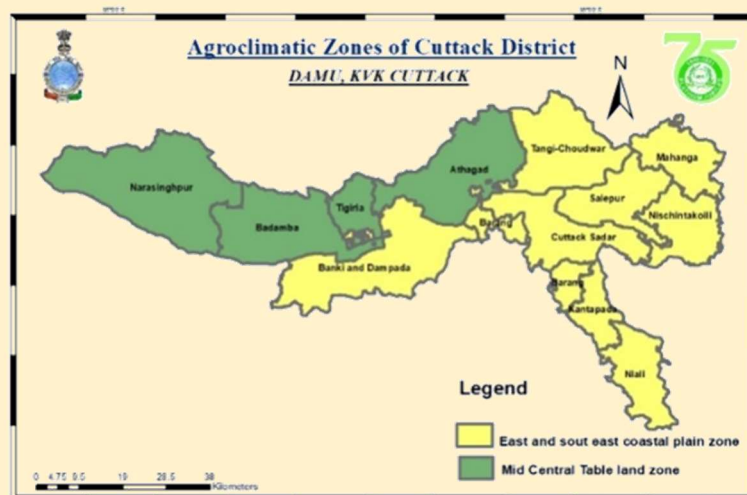 Agroclimatic Zones of Cuttack District
DAMU, KVK CUTTACK
N
75
Tangi-Choudwar
Mahanga
Athagad
Narasinghpur
Salepur
Tigiria
Nischintakoili
Badamba
Cuttack Sadar
Banki and Dampada
Barang
Kantapada
Niali
Legend
East and sout east coastal plain zone
Mid Central Table land zone
0 4.75 9.5 19 28.5 38
Kilometers